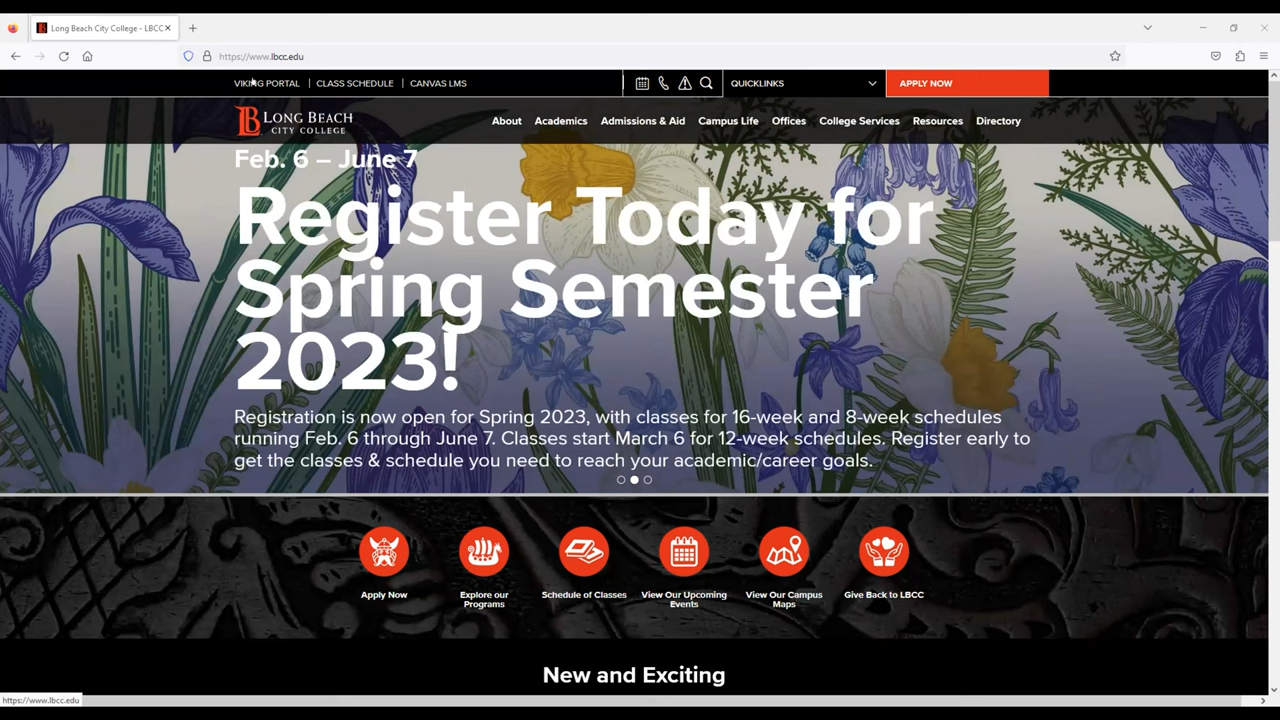 Long Beach City College - LBCC
https://www.lbcc.edu
VIKING PORTAL | CLASS SCHEDULE | CANVAS LMS
QUICKLINKS
APPLY NOW
LB LONG BEACH
CITY COLLEGE
About Academics Admissions & Aid Campus Life Offices College Services Resources Directory
Feb. 6 – June 7
Register Today for
Spring Semester
2023!
Registration is now open for Spring 2023, with classes for 16-week and 8-week schedules
running Feb. 6 through June 7. Classes start March 6 for 12-week schedules. Register early to
get the classes & schedule you need to reach your academic/career goals.
Apply Now
Explore our
Programs
Schedule of Classes
View Our Upcoming
Events
View Our Campus
Maps
Give Back to LBCC
New and Exciting
https://www.lbcc.edu